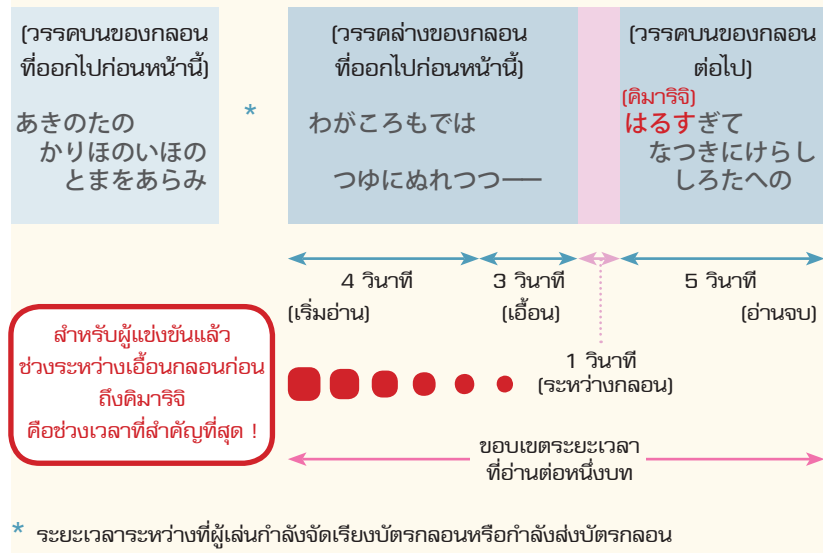 (วรรคบนของกลอน
ที่ออกไปก่อนหน้านี้)
あきのたの
かりほのいほの
とまをあらみ
*
(วรรคล่างของกลอน
ที่ออกไปก่อนหน้านี้)
わがころもでは
つゆにぬれつつ──
(วรรคบนของกลอน
ต่อไป)
(คิมาริจิ)
はるすぎて
なつきにけらし
しろたへの
4 วินาที
(เริ่มอ่าน)
3 วินาที
(เอื้อน)
5 วินาที
(อ่านจบ)
1 วินาที
(ระหว่างกลอน)
สำหรับผู้แข่งขันแล้ว
ช่วงระหว่างเอื้อนกลอนก่อน
ถึงคิมาริจิ
คือช่วงเวลาที่สำคัญที่สุด !
ขอบเขตระยะเวลา
ที่อ่านต่อหนึ่งบท
* ระยะเวลาระหว่างที่ผู้เล่นกำลังจัดเรียงบัตรกลอนหรือกำลังส่งบัตรกลอน